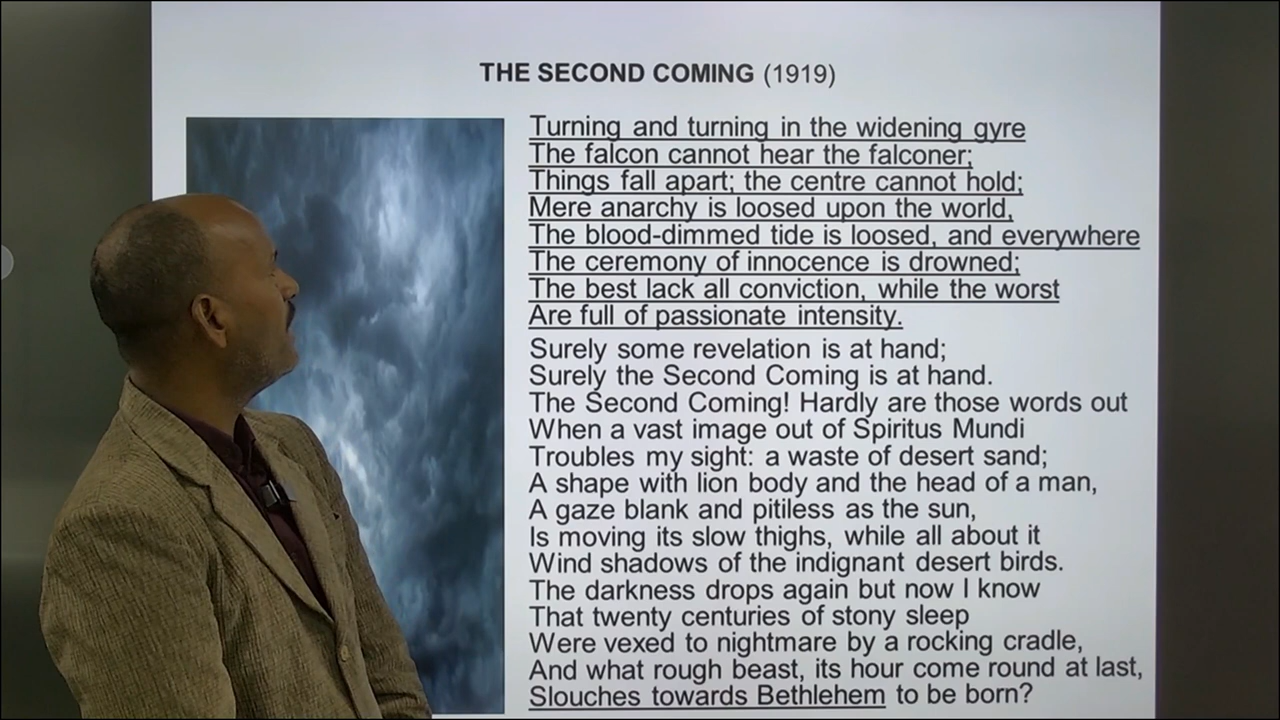 THE SECOND COMING (1919)
Turning and turning in the widening gyre
The falcon cannot hear the falconer;
Things fall apart; the centre cannot hold;
Mere anarchy is loosed upon the world,
The blood-dimmed tide is loosed, and everywhere
The ceremony of innocence is drowned;
The best lack all conviction, while the worst
Are full of passionate intensity.
Surely some revelation is at hand;
Surely the Second Coming is at hand.
The Second Coming! Hardly are those words out
When a vast image out of Spiritus Mundi
Troubles my sight: a waste of desert sand;
A shape with lion body and the head of a man,
A gaze blank and pitiless as the sun,
Is moving its slow thighs, while all about it
Wind shadows of the indignant desert birds.
The darkness drops again but now I know
That twenty centuries of stony sleep
Were vexed to nightmare by a rocking cradle,
And what rough beast, its hour come round at last,
Slouches towards Bethlehem to be born?